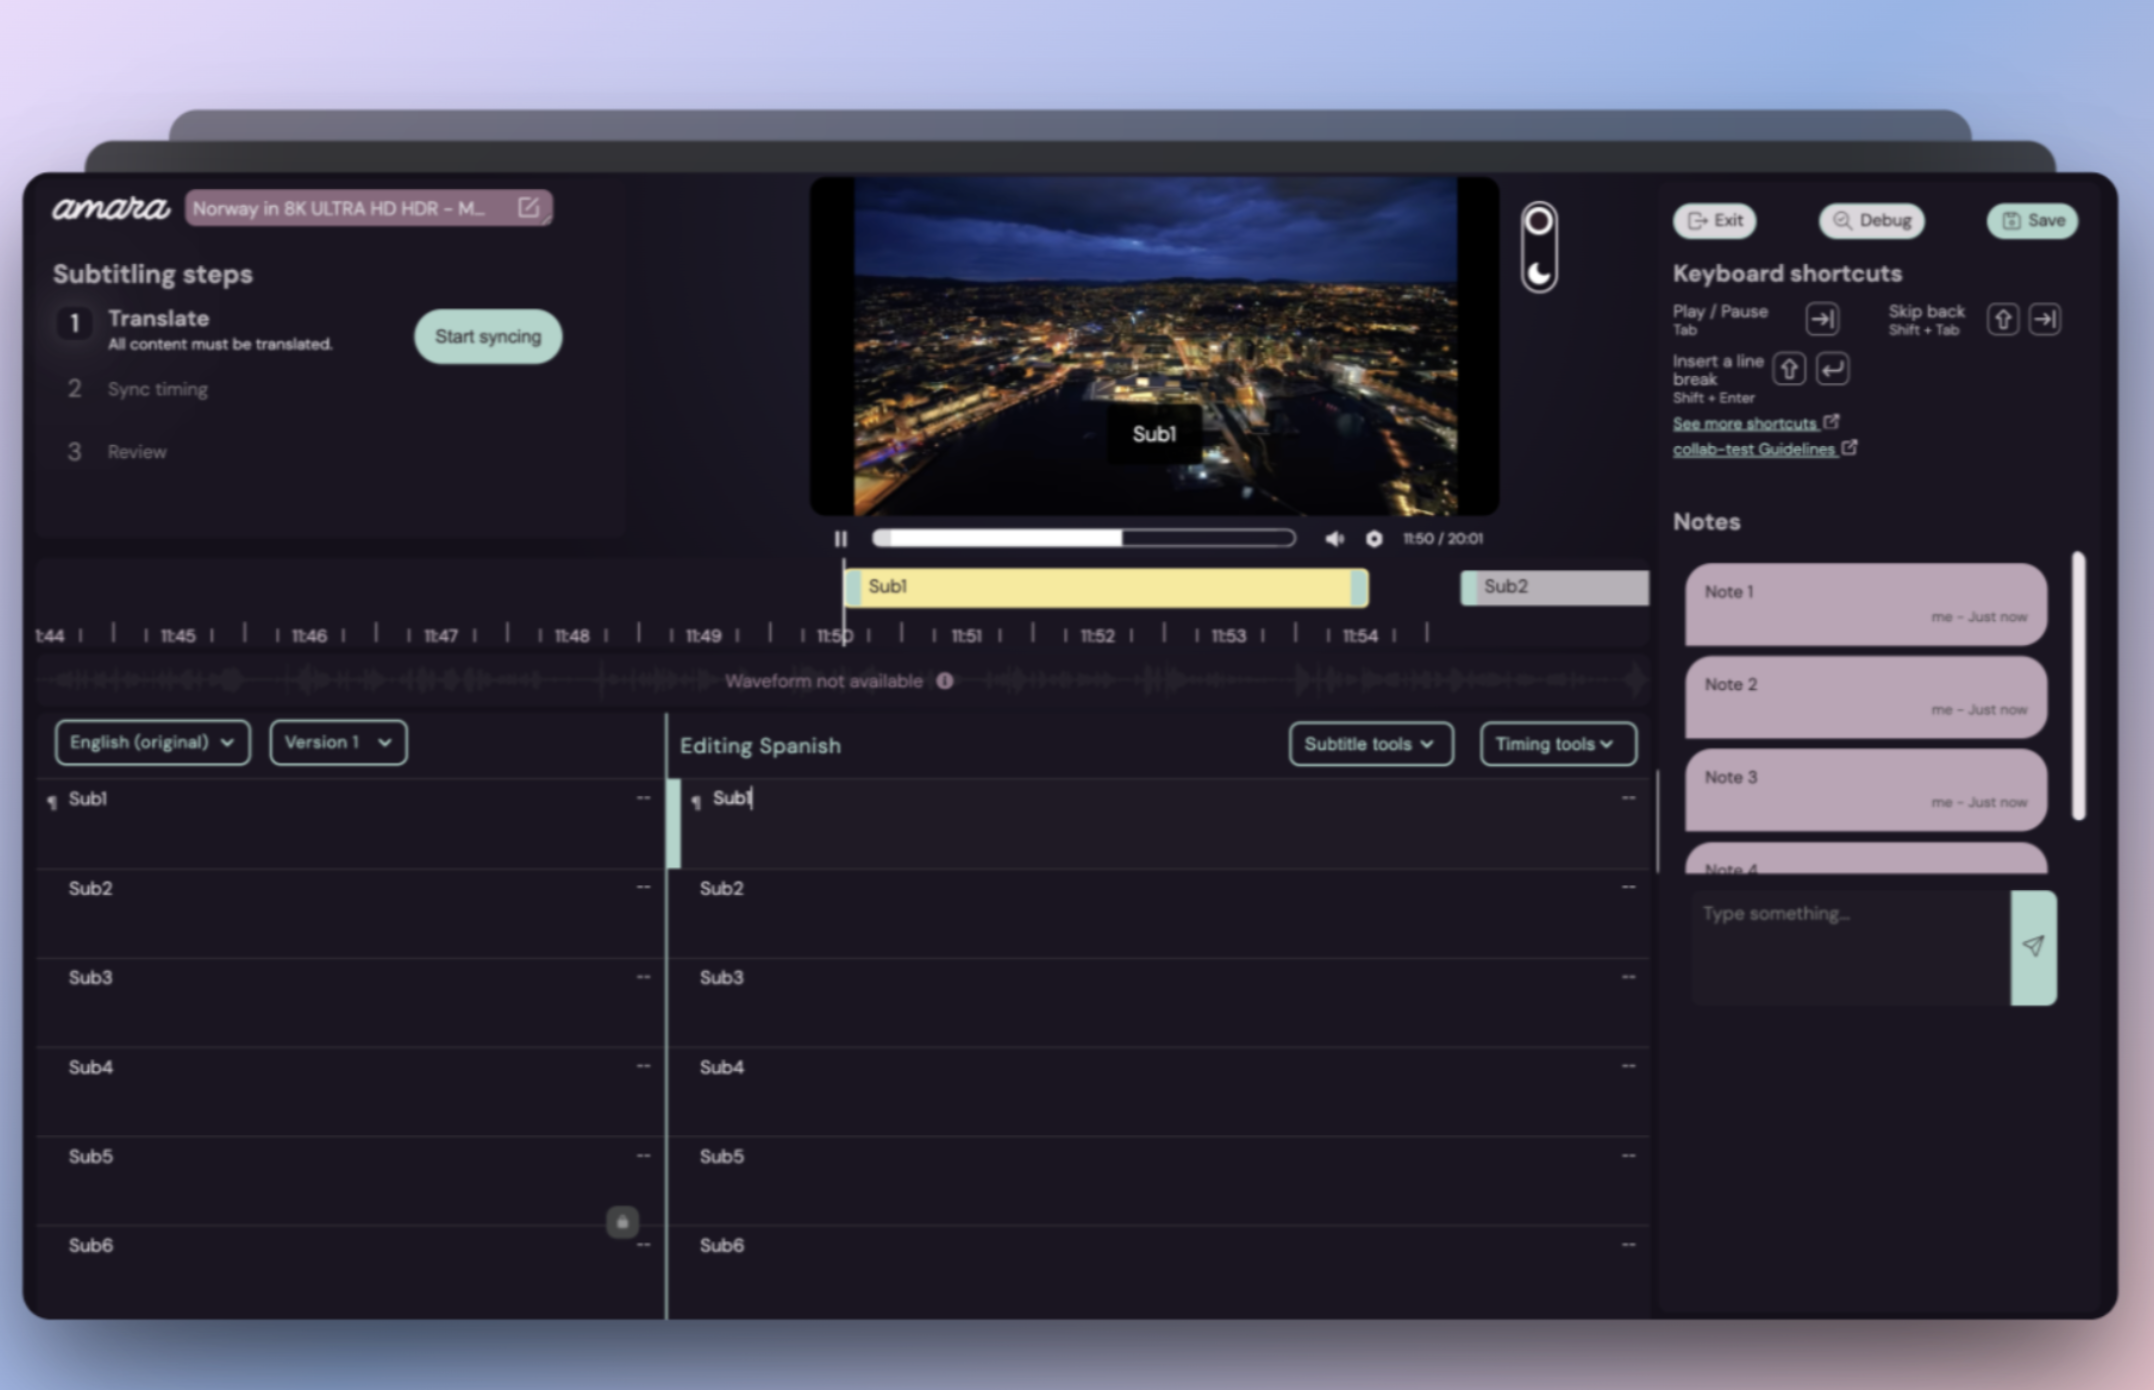 amara
Norway in 8K ULTRA HD HDR - M...
Subtitling steps
1 Translate
All content must be translated.
Start syncing
2 Sync timing
3 Review
Sub1
11:50 / 20:01
Exit
Debug
Save
Keyboard shortcuts
Play / Pause
Tab
Skip back
Shift + Tab
Insert a line
break
Shift + Enter
See more shortcuts
collab-test Guidelines
Notes
Note 1
me - Just now
Note 2
me - Just now
Note 3
me - Just now
Note 4
Type something...
Sub1
Sub2
1:44 11:45 11:46 11:47 11:48 11:49 11:50 11:51 11:52 11:53 11:54
Waveform not available
English (original)
Version 1
Editing Spanish
Subtitle tools
Timing tools
¶ Sub1 --
¶ Sub1 --
Sub2 --
Sub2 --
Sub3 --
Sub3 --
Sub4 --
Sub4 --
Sub5 --
Sub5 --
Sub6 --
Sub6 --